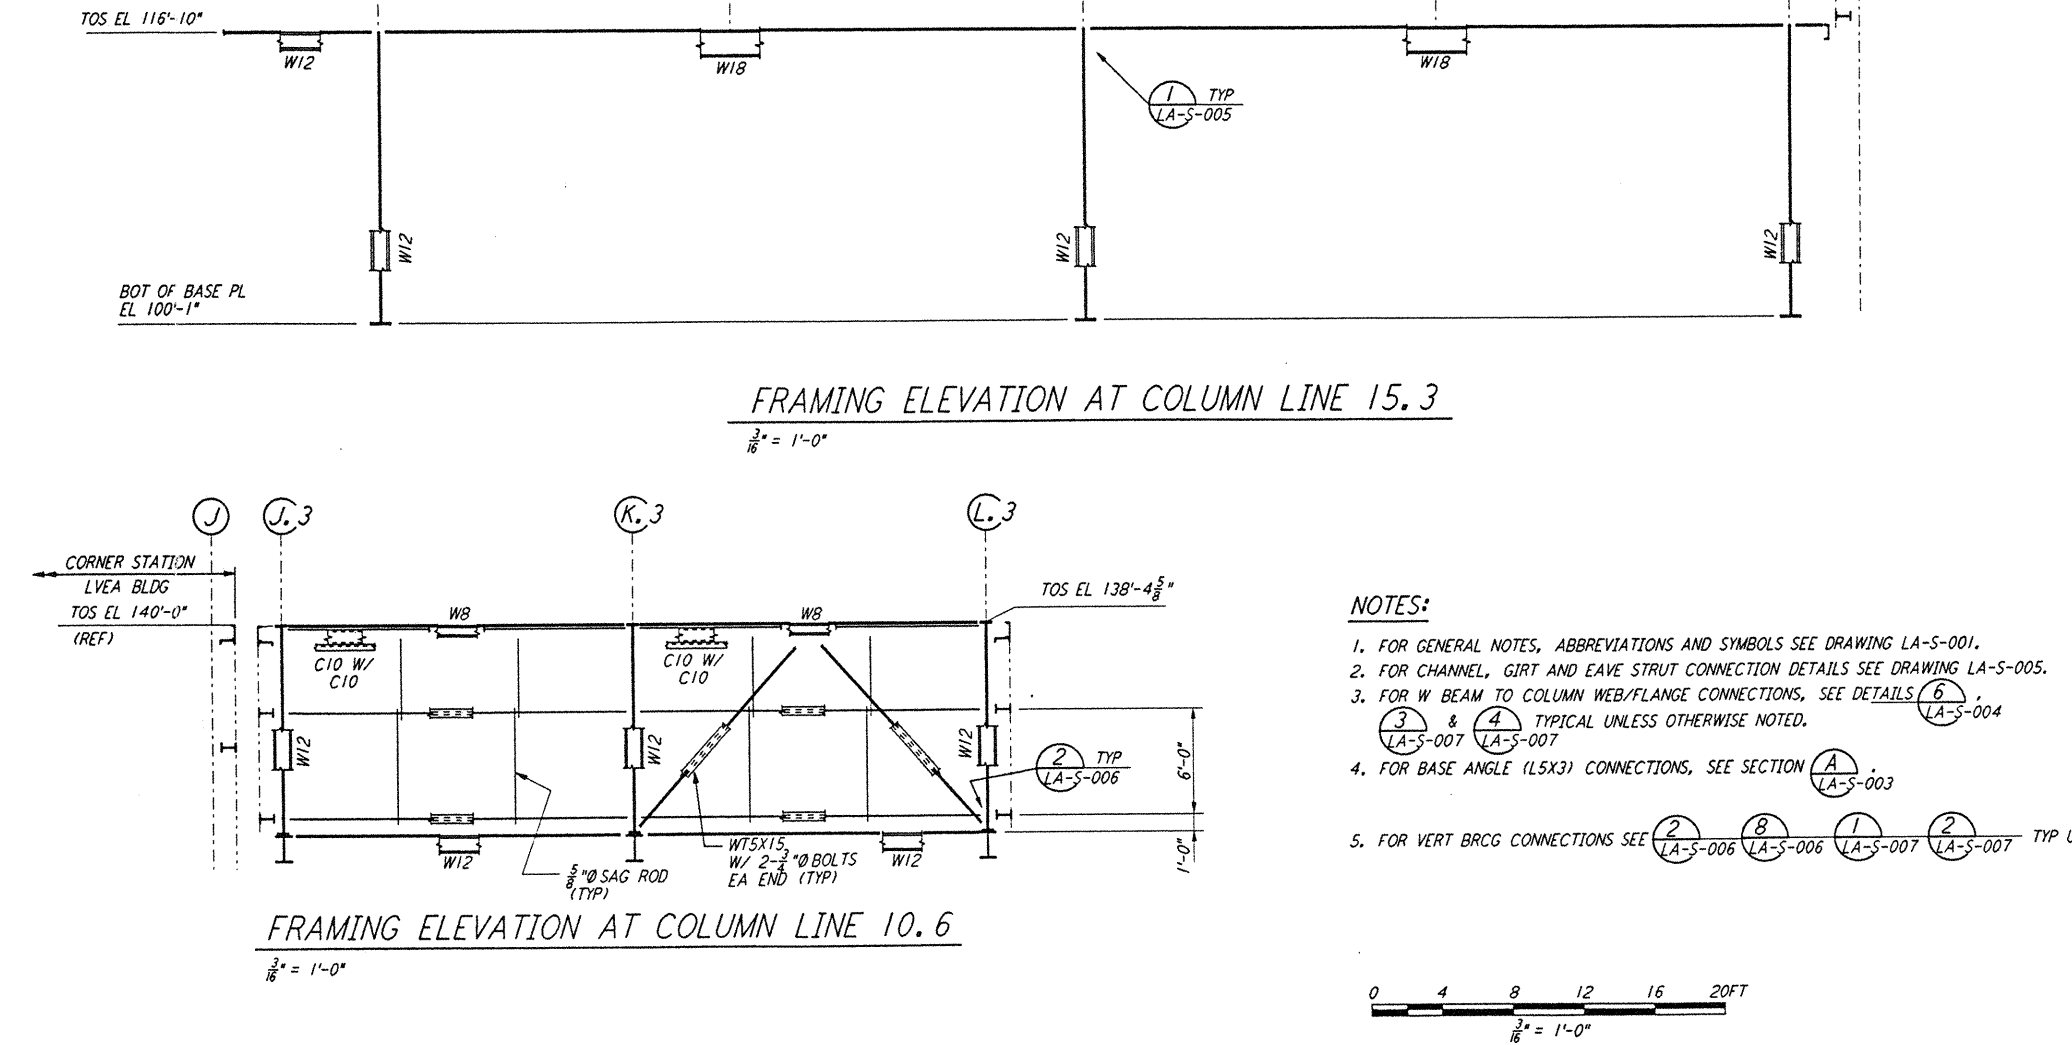 TOS EL 116'-10"
W12
W18
W18
1 TYP
LA-S-005
W12
W12
W12
BOT OF BASE PL
EL 100'-1"
FRAMING ELEVATION AT COLUMN LINE 15.3
3/16" = 1'-0"
J
J.3
K.3
L.3
CORNER STATION
LVEA BLDG
TOS EL 140'-0"
(REF)
TOS EL 138'-4 5/8"
W8
W8
C10 W/
C10
C10 W/
C10
W12
W12
W12
2 TYP
LA-S-006
6'-0"
1'-0"
W12
W12
5/8"Ø SAG ROD
(TYP)
WT5X15
W/ 2-3/4"Ø BOLTS
EA END (TYP)
FRAMING ELEVATION AT COLUMN LINE 10.6
3/16" = 1'-0"
NOTES:
1. FOR GENERAL NOTES, ABBREVIATIONS AND SYMBOLS SEE DRAWING LA-S-001.
2. FOR CHANNEL, GIRT AND EAVE STRUT CONNECTION DETAILS SEE DRAWING LA-S-005.
3. FOR W BEAM TO COLUMN WEB/FLANGE CONNECTIONS, SEE DETAILS 6 LA-S-004,
3 LA-S-007 & 4 LA-S-007 TYPICAL UNLESS OTHERWISE NOTED.
4. FOR BASE ANGLE (L5X3) CONNECTIONS, SEE SECTION A LA-S-003.
5. FOR VERT BRCG CONNECTIONS SEE 2 LA-S-006 8 LA-S-006 1 LA-S-007 2 LA-S-007 TYP
0 4 8 12 16 20FT
3/16" = 1'-0"